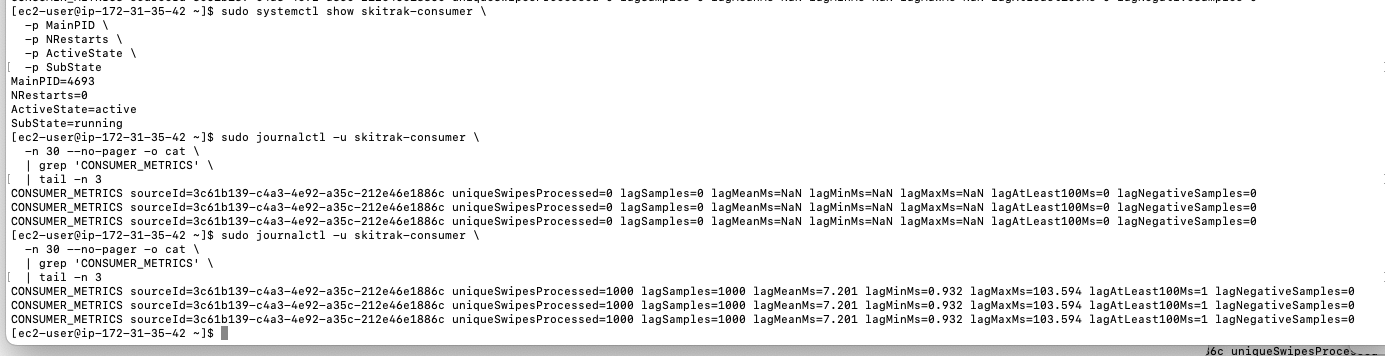 [ec2-user@ip-172-31-35-42 ~]$ sudo systemctl show skitrak-consumer \
  -p MainPID \
  -p NRestarts \
  -p ActiveState \
[  -p SubState ]
MainPID=4693
NRestarts=0
ActiveState=active
SubState=running
[ec2-user@ip-172-31-35-42 ~]$ sudo journalctl -u skitrak-consumer \
  -n 30 --no-pager -o cat \
  | grep 'CONSUMER_METRICS' \
[  | tail -n 3 ]
CONSUMER_METRICS sourceId=3c61b139-c4a3-4e92-a35c-212e46e1886c uniqueSwipesProcessed=0 lagSamples=0 lagMeanMs=NaN lagMinMs=NaN lagMaxMs=NaN lagAtLeast100Ms=0 lagNegativeSamples=0
CONSUMER_METRICS sourceId=3c61b139-c4a3-4e92-a35c-212e46e1886c uniqueSwipesProcessed=0 lagSamples=0 lagMeanMs=NaN lagMinMs=NaN lagMaxMs=NaN lagAtLeast100Ms=0 lagNegativeSamples=0
CONSUMER_METRICS sourceId=3c61b139-c4a3-4e92-a35c-212e46e1886c uniqueSwipesProcessed=0 lagSamples=0 lagMeanMs=NaN lagMinMs=NaN lagMaxMs=NaN lagAtLeast100Ms=0 lagNegativeSamples=0
[ec2-user@ip-172-31-35-42 ~]$ sudo journalctl -u skitrak-consumer \
  -n 30 --no-pager -o cat \
  | grep 'CONSUMER_METRICS' \
[  | tail -n 3 ]
CONSUMER_METRICS sourceId=3c61b139-c4a3-4e92-a35c-212e46e1886c uniqueSwipesProcessed=1000 lagSamples=1000 lagMeanMs=7.201 lagMinMs=0.932 lagMaxMs=103.594 lagAtLeast100Ms=1 lagNegativeSamples=0
CONSUMER_METRICS sourceId=3c61b139-c4a3-4e92-a35c-212e46e1886c uniqueSwipesProcessed=1000 lagSamples=1000 lagMeanMs=7.201 lagMinMs=0.932 lagMaxMs=103.594 lagAtLeast100Ms=1 lagNegativeSamples=0
CONSUMER_METRICS sourceId=3c61b139-c4a3-4e92-a35c-212e46e1886c uniqueSwipesProcessed=1000 lagSamples=1000 lagMeanMs=7.201 lagMinMs=0.932 lagMaxMs=103.594 lagAtLeast100Ms=1 lagNegativeSamples=0
[ec2-user@ip-172-31-35-42 ~]$